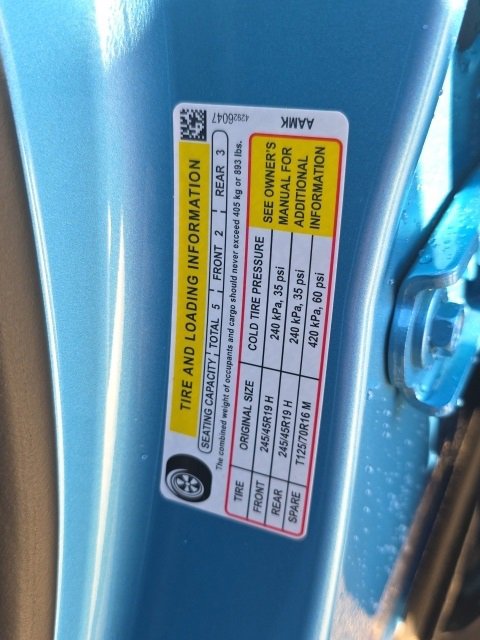 42926047
TIRE AND LOADING INFORMATION
SEATING CAPACITY TOTAL 5 FRONT 2 REAR 3
The combined weight of occupants and cargo should never exceed 405 kg or 893 lbs.
TIRE ORIGINAL SIZE COLD TIRE PRESSURE
FRONT 245/45R19 H 240 kPa, 35 psi
REAR 245/45R19 H 240 kPa, 35 psi
SPARE T125/70R16 M 420 kPa, 60 psi
SEE OWNER'S
MANUAL FOR
ADDITIONAL
INFORMATION
AAMK